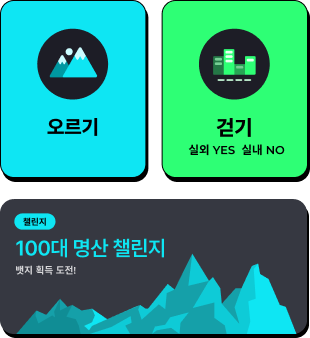 오르기
걷기
실외 YES 실내 NO
챌린지
100대 명산 챌린지
뱃지 획득 도전!